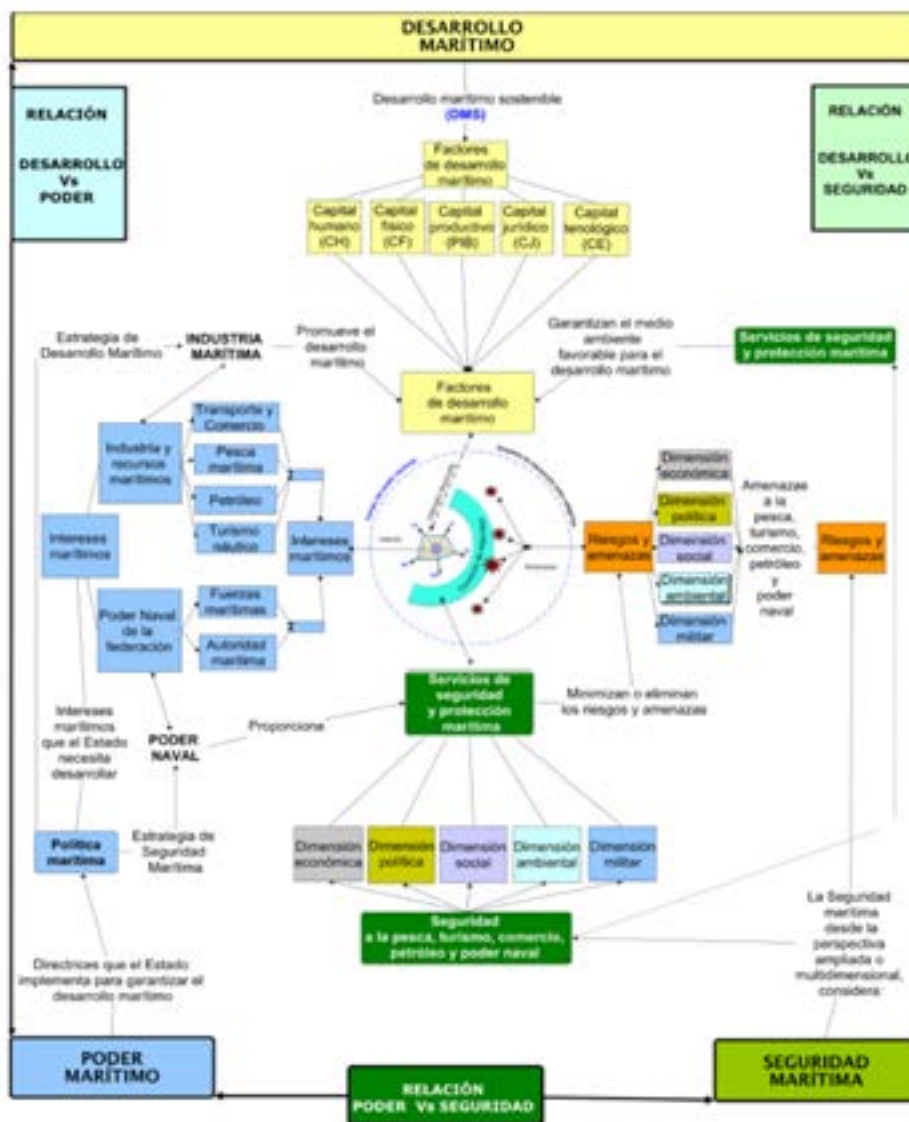 DESARROLLO
MARÍTIMO
RELACIÓN
DESARROLLO
Vs
PODER
RELACIÓN
DESARROLLO
Vs
SEGURIDAD
Desarrollo marítimo sostenible
(DMS)
Factores
de desarrollo
marítimo
Capital
humano
(CH)
Capital
físico
(CF)
Capital
productivo
(PIB)
Capital
jurídico
(CJ)
Capital
tenológico
(CE)
Estrategia de
Desarrollo Marítimo
INDUSTRIA
MARÍTIMA
Promueve el
desarrollo
marítimo
Garantizan el medio
ambiente
favorable para el
desarrollo marítimo
Servicios de seguridad
y protección marítima
Factores
de desarrollo
marítimo
Intereses
marítimos
Industria y
recursos
marítimos
Transporte y
Comercio
Pesca
marítima
Petróleo
Turismo
náutico
Poder Naval
de la
federación
Fuerzas
marítimas
Autoridad
marítima
Intereses
marítimos
Riesgos y
amenazas
Dimensión
económica
Dimensión
política
Dimensión
social
Dimensión
ambiental
Dimensión
militar
Amenazas
a la
pesca,
turismo,
comercio,
petróleo
y
poder
naval
Riesgos y
amenazas
Intereses
marítimos
que el Estado
necesita
desarrollar
PODER
NAVAL
Proporciona
Servicios de
seguridad
y protección
marítima
Minimizan o eliminan
los riesgos y amenazas
Política
marítima
Estrategia de
Seguridad
Marítima
Dimensión
económica
Dimensión
política
Dimensión
social
Dimensión
ambiental
Dimensión
militar
Seguridad
a la pesca, turismo, comercio,
petróleo y poder naval
La Seguridad
marítima
desde la
perspectiva
ampliada o
multidimensional,
considera:
Directrices que el Estado
implementa para garantizar el
desarrollo marítimo
PODER
MARÍTIMO
RELACIÓN
PODER Vs SEGURIDAD
SEGURIDAD
MARÍTIMA